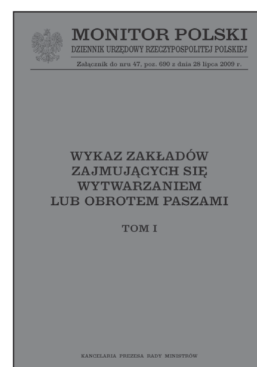 MONITOR POLSKI
DZIENNIK URZĘDOWY RZECZYPOSPOLITEJ POLSKIEJ
Załącznik do nru 47, poz. 690 z dnia 28 lipca 2009 r.
WYKAZ ZAKŁADÓW
ZAJMUJĄCYCH SIĘ
WYTWARZANIEM
LUB OBROTEM PASZAMI
TOM I
KANCELARIA PREZESA RADY MINISTRÓW